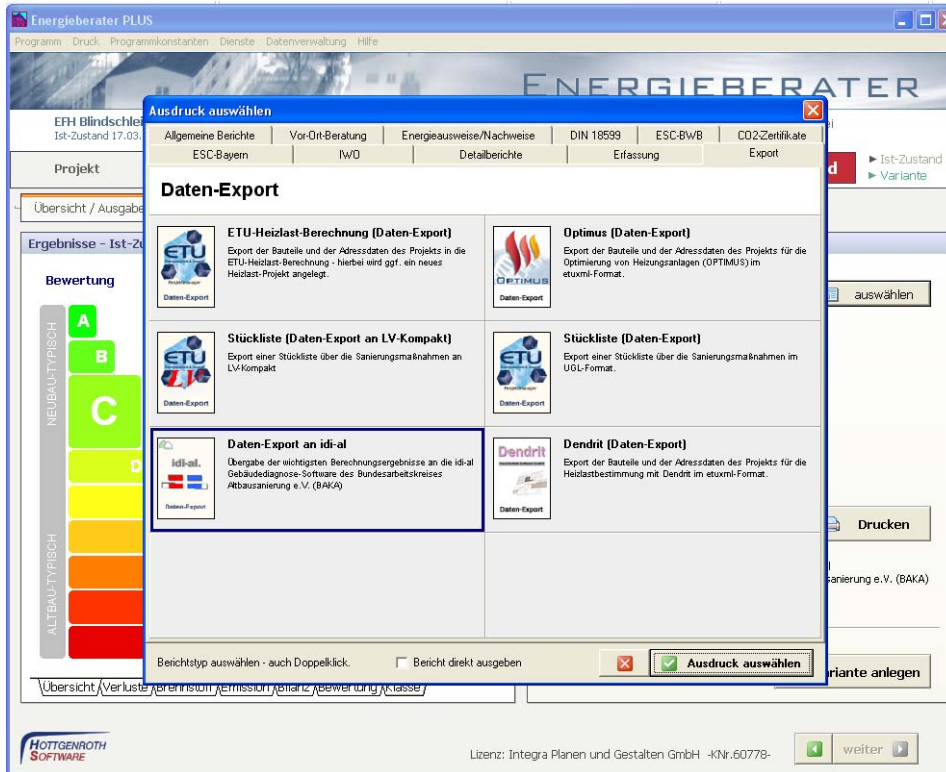 Energieberater PLUS
Programm Druck Programmkonstanten Dienste Datenverwaltung Hilfe
ENERGIEBERATER
EFH Blindschlei
Ist-Zustand 17.03.
Projekt
d
Ist-Zustand
Variante
Übersicht / Ausgabe
Ergebnisse - Ist-Zu
Bewertung
auswählen
NEUBAU-TYPISCH
ALTBAU-TYPISCH
A
B
C
D
Ausdruck auswählen
Allgemeine Berichte
Vor-Ort-Beratung
Energieausweise/Nachweise
DIN 18599
ESC-BWB
CO2-Zertifikate
ESC-Bayern
IWO
Detailberichte
Erfassung
Export
Daten-Export
ETU
Daten-Export
ETU-Heizlast-Berechnung (Daten-Export)
Export der Bauteile und der Adressdaten des Projekts in die
ETU-Heizlast-Berechnung - hierbei wird ggf. ein neues
Heizlast-Projekt angelegt.
OPTIMUS
Daten-Export
Optimus (Daten-Export)
Export der Bauteile und der Adressdaten des Projekts für die
Optimierung von Heizungsanlagen (OPTIMUS) im
etuxml-Format.
ETU
LV
Daten-Export
Stückliste (Daten-Export an LV-Kompakt)
Export einer Stückliste über die Sanierungsmaßnahmen an
LV-Kompakt
ETU
Daten-Export
Stückliste (Daten-Export)
Export einer Stückliste über die Sanierungsmaßnahmen im
UGL-Format.
idi-al.
Daten-Export
Daten-Export an idi-al
Übergabe der wichtigsten Berechnungsergebnisse an die idi-al
Gebäudediagnose-Software des Bundesarbeitskreises
Altbausanierung e.V. (BAKA)
Dendrit
Daten-Export
Dendrit (Daten-Export)
Export der Bauteile und der Adressdaten des Projekts für die
Heizlastbestimmung mit Dendrit im etuxml-Format.
Berichtstyp auswählen - auch Doppelklick.
Bericht direkt ausgeben
Ausdruck auswählen
Drucken
sanierung e.V. (BAKA)
riante anlegen
Übersicht Verluste Brennstoff Emission Bilanz Bewertung Klasse
HOTTGENROTH
SOFTWARE
Lizenz: Integra Planen und Gestalten GmbH -KNr.60778-
weiter